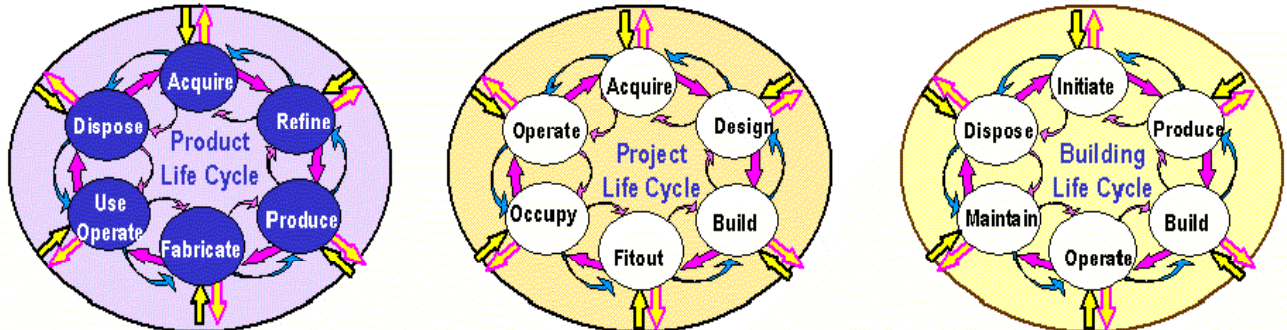 Acquire
Refine
Produce
Fabricate
Use
Operate
Dispose
Product
Life Cycle
Acquire
Design
Build
Fitout
Occupy
Operate
Project
Life Cycle
Initiate
Produce
Build
Operate
Maintain
Dispose
Building
Life Cycle